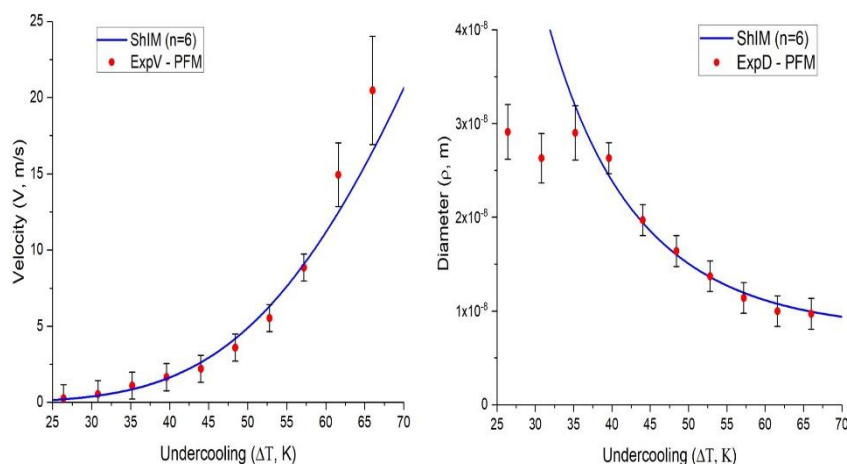 ShIM (n=6)
ExpV - PFM
25
20
15
10
5
0
Velocity (V, m/s)
25 30 35 40 45 50 55 60 65 70
Undercooling (ΔT, K)
ShIM (n=6)
ExpD - PFM
4x10⁻⁸
3x10⁻⁸
2x10⁻⁸
1x10⁻⁸
0
Diameter (ρ, m)
25 30 35 40 45 50 55 60 65 70
Undercooling (ΔT, K)